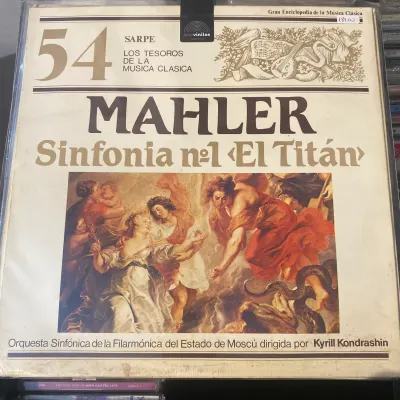 Gran Enciclopedia de la Musica Clásica
54
SARPE
LOS TESOROS
DE LA
MUSICA CLASICA
MAHLER
Sinfonia nº1 <El Titán>
Orquesta Sinfónica de la Filarmónica del Estado de Moscú dirigida por Kyrill Kondrashin